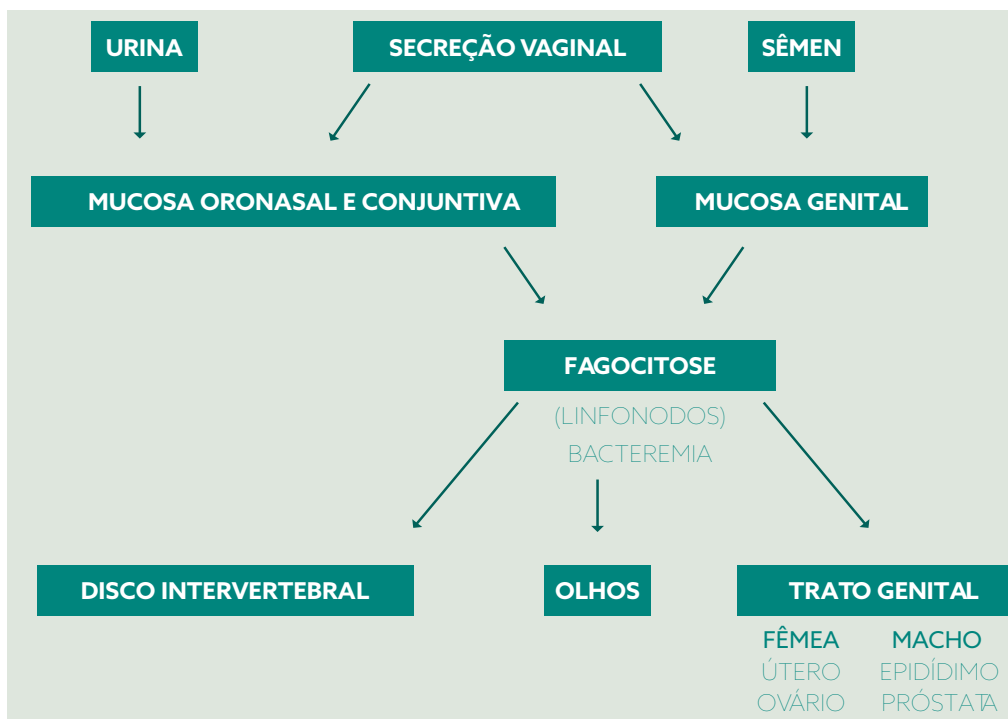 URINA
SECREÇÃO VAGINAL
SÊMEN
MUCOSA ORONASAL E CONJUNTIVA
MUCOSA GENITAL
FAGOCITOSE
(LINFONODOS)
BACTEREMIA
DISCO INTERVERTEBRAL
OLHOS
TRATO GENITAL
FÊMEA MACHO
ÚTERO EPIDÍDIMO
OVÁRIO PRÓSTATA